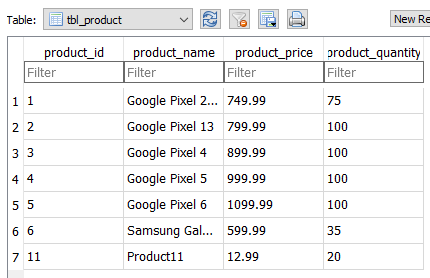 Table: tbl_product New Re
product_id product_name product_price product_quantity
Filter Filter Filter Filter
1 1 Google Pixel 2... 749.99 75
2 2 Google Pixel 13 799.99 100
3 3 Google Pixel 4 899.99 100
4 4 Google Pixel 5 999.99 100
5 5 Google Pixel 6 1099.99 100
6 6 Samsung Gal... 599.99 35
7 11 Product11 12.99 20